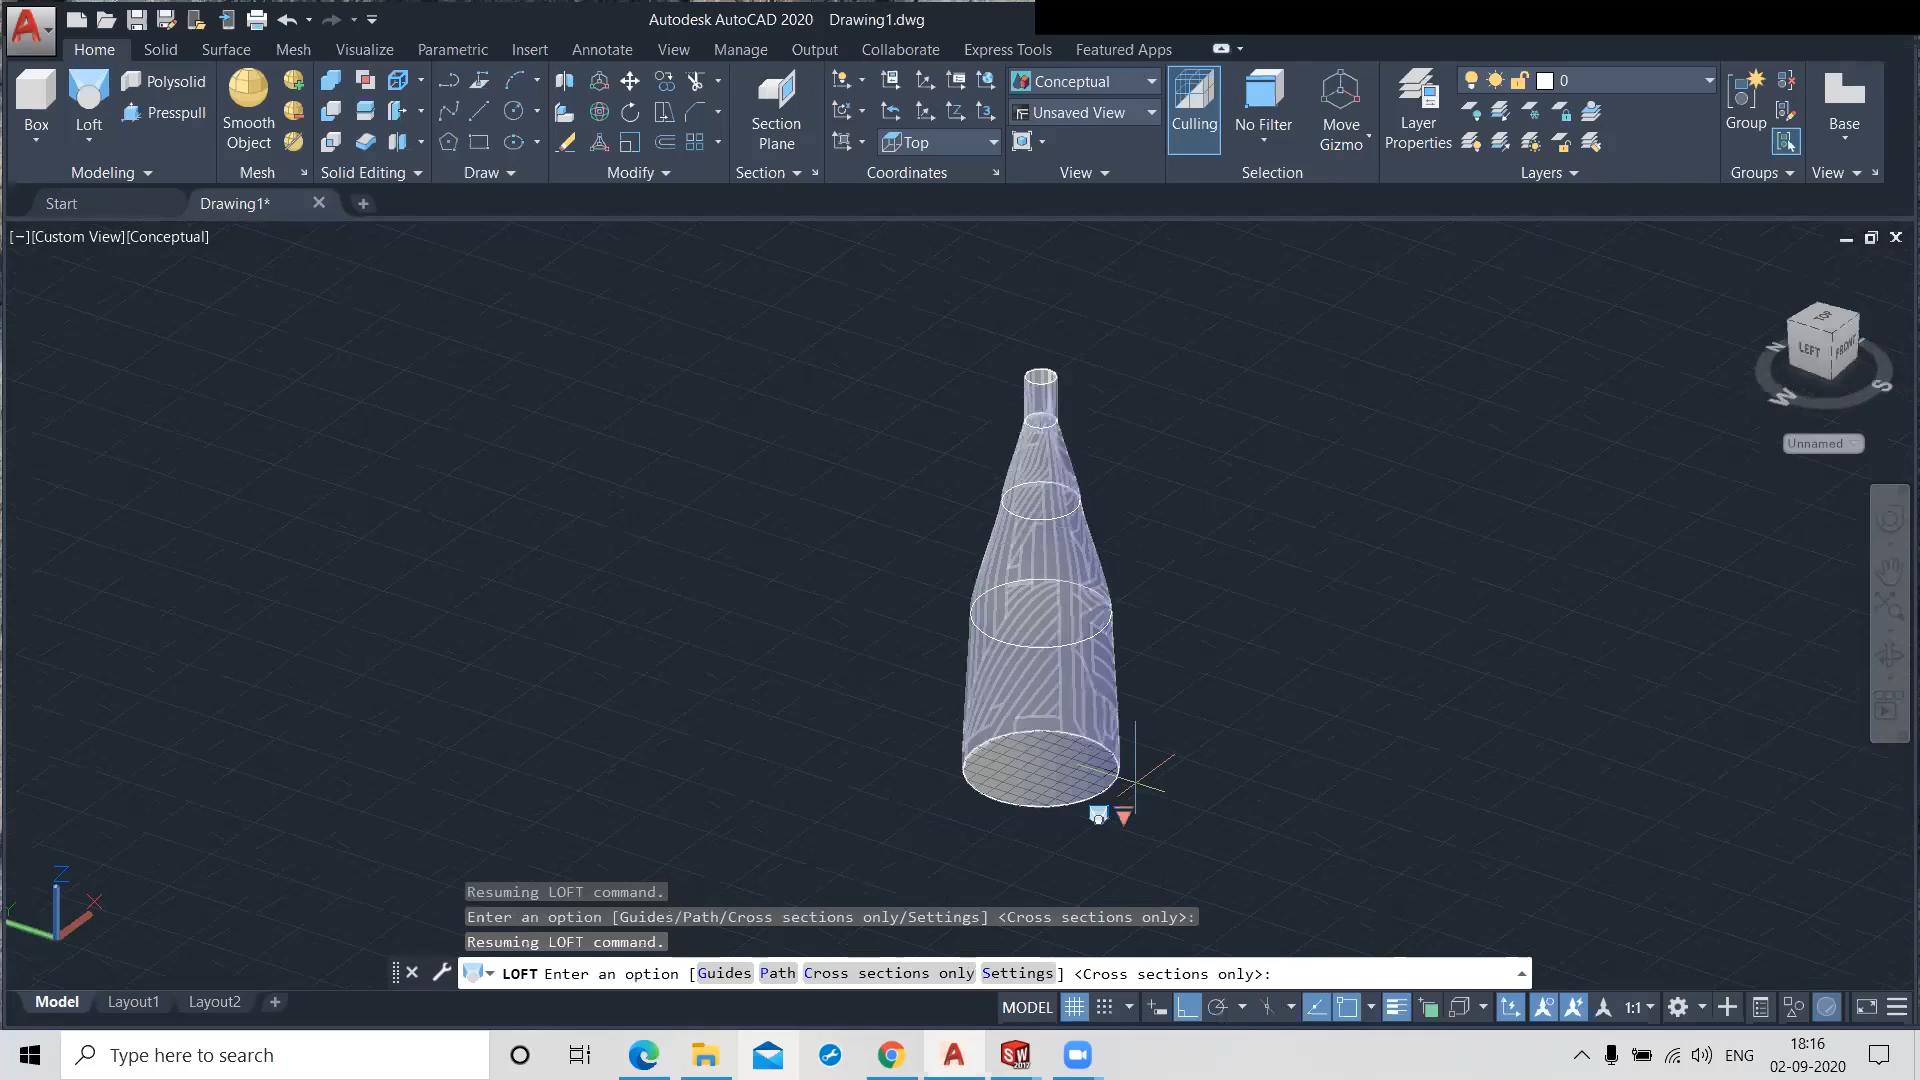 Autodesk AutoCAD 2020 Drawing1.dwg
Home Solid Surface Mesh Visualize Parametric Insert Annotate View Manage Output Collaborate Express Tools Featured Apps
Box
Loft
Polysolid
Presspull
Smooth
Object
Section
Plane
Top
Conceptual
Unsaved View
Culling
No Filter
Move
Gizmo
Layer
Properties
0
Group
Base
Modeling Mesh Solid Editing Draw Modify Section Coordinates View Selection Layers Groups View
Start Drawing1*
[−][Custom View][Conceptual]
TOP
LEFT
FRONT
N
W
S
Unnamed
Z
X
Y
Resuming LOFT command.
Enter an option [Guides/Path/Cross sections only/Settings] <Cross sections only>:
Resuming LOFT command.
LOFT Enter an option [Guides Path Cross sections only Settings] <Cross sections only>:
Model Layout1 Layout2
MODEL
1:1
Type here to search
SW
2017
ENG
18:16
02-09-2020